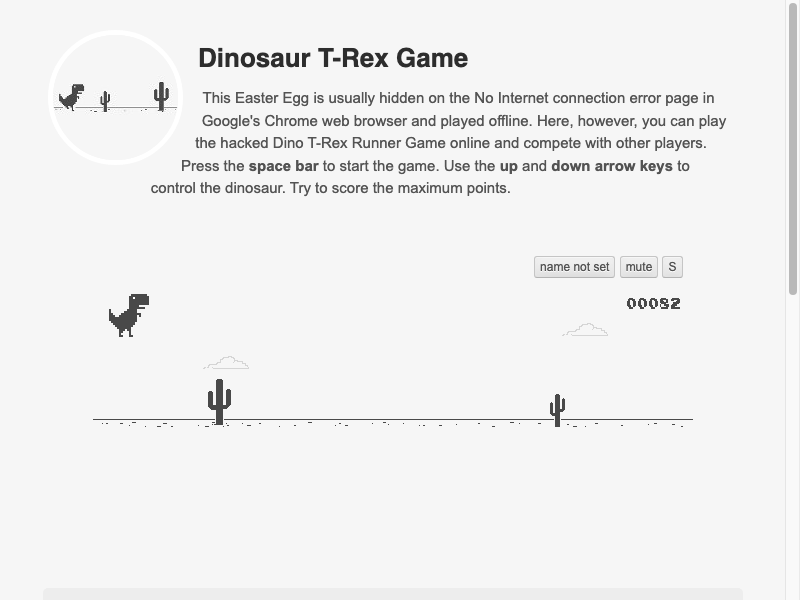 Dinosaur T-Rex Game
This Easter Egg is usually hidden on the No Internet connection error page in
Google's Chrome web browser and played offline. Here, however, you can play
the hacked Dino T-Rex Runner Game online and compete with other players.
Press the space bar to start the game. Use the up and down arrow keys to
control the dinosaur. Try to score the maximum points.
name not set mute S
00082